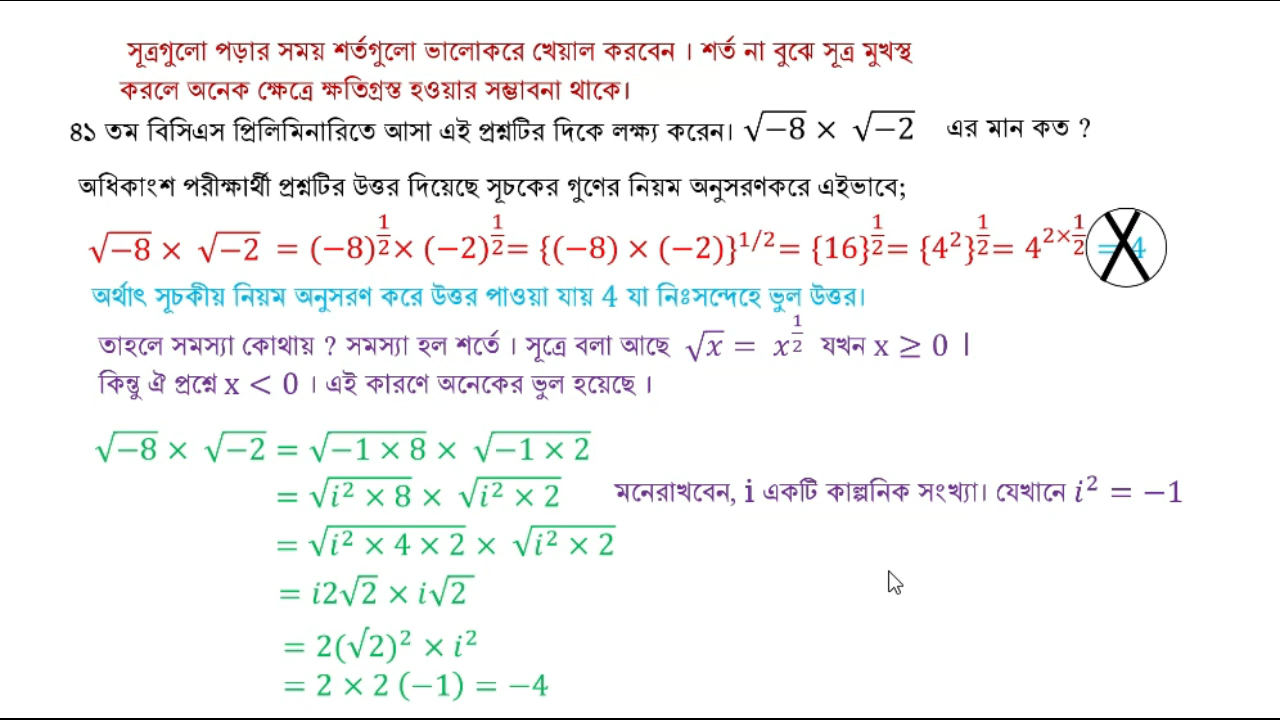 সূত্রগুলো পড়ার সময় শর্তগুলো ভালোকরে খেয়াল করবেন । শর্ত না বুঝে সূত্র মুখস্থ
করলে অনেক ক্ষেত্রে ক্ষতিগ্রস্ত হওয়ার সম্ভাবনা থাকে।
৪১ তম বিসিএস প্রিলিমিনারিতে আসা এই প্রশ্নটির দিকে লক্ষ্য করেন। √−8 × √−2 এর মান কত ?
অধিকাংশ পরীক্ষার্থী প্রশ্নটির উত্তর দিয়েছে সূচকের গুণের নিয়ম অনুসরণকরে এইভাবে;
√−8 × √−2 = (−8)^1/2 × (−2)^1/2 = {(−8) × (−2)}^1/2 = {16}^1/2 = {4²}^1/2 = 4^2×1/2 = 4
অর্থাৎ সূচকীয় নিয়ম অনুসরণ করে উত্তর পাওয়া যায় 4 যা নিঃসন্দেহে ভুল উত্তর।
তাহলে সমস্যা কোথায় ? সমস্যা হল শর্তে । সূত্রে বলা আছে √x = x^1/2 যখন x ≥ 0 |
কিন্তু ঐ প্রশ্নে x < 0 । এই কারণে অনেকের ভুল হয়েছে ।
√−8 × √−2 = √−1 × 8 × √−1 × 2
= √i² × 8 × √i² × 2 মনেরাখবেন, i একটি কাল্পনিক সংখ্যা। যেখানে i² = −1
= √i² × 4 × 2 × √i² × 2
= i2√2 × i√2
= 2(√2)² × i²
= 2 × 2 (−1) = −4